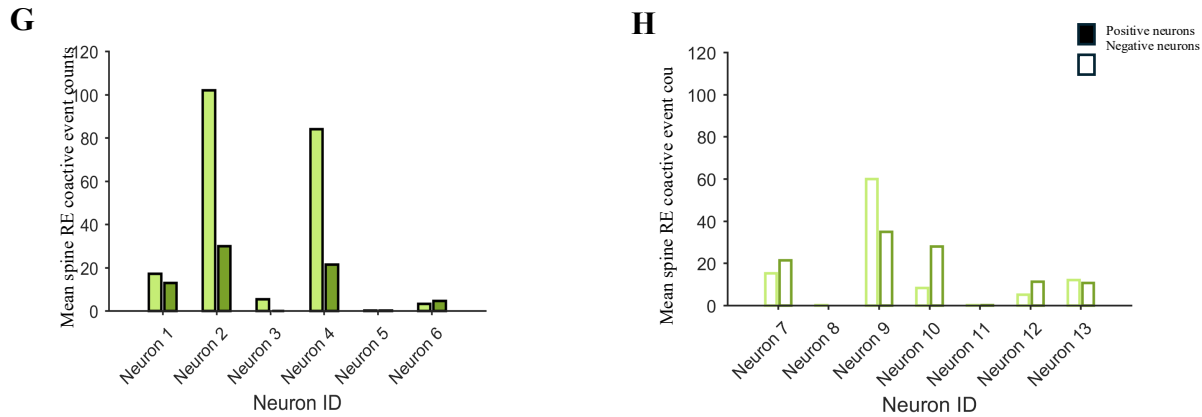 G
Mean spine RE coactive event counts
120
100
80
60
40
20
0
Neuron 1
Neuron 2
Neuron 3
Neuron 4
Neuron 5
Neuron 6
Neuron ID
H
Mean spine RE coactive event cou
120
100
80
60
40
20
0
Neuron 7
Neuron 8
Neuron 9
Neuron 10
Neuron 11
Neuron 12
Neuron 13
Neuron ID
Positive neurons
Negative neurons